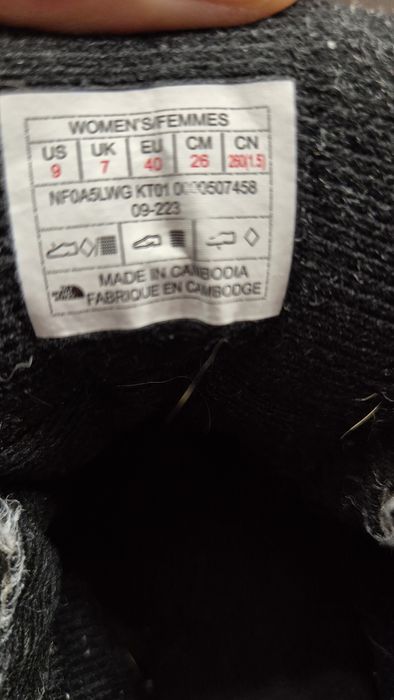 WOMEN'S/FEMMES
US UK EU CM CN
9 7 40 26 260(1.5)
NF0A5LWG KT01 0000507458
09-223
MADE IN CAMBODIA
FABRIQUE EN CAMBODGE